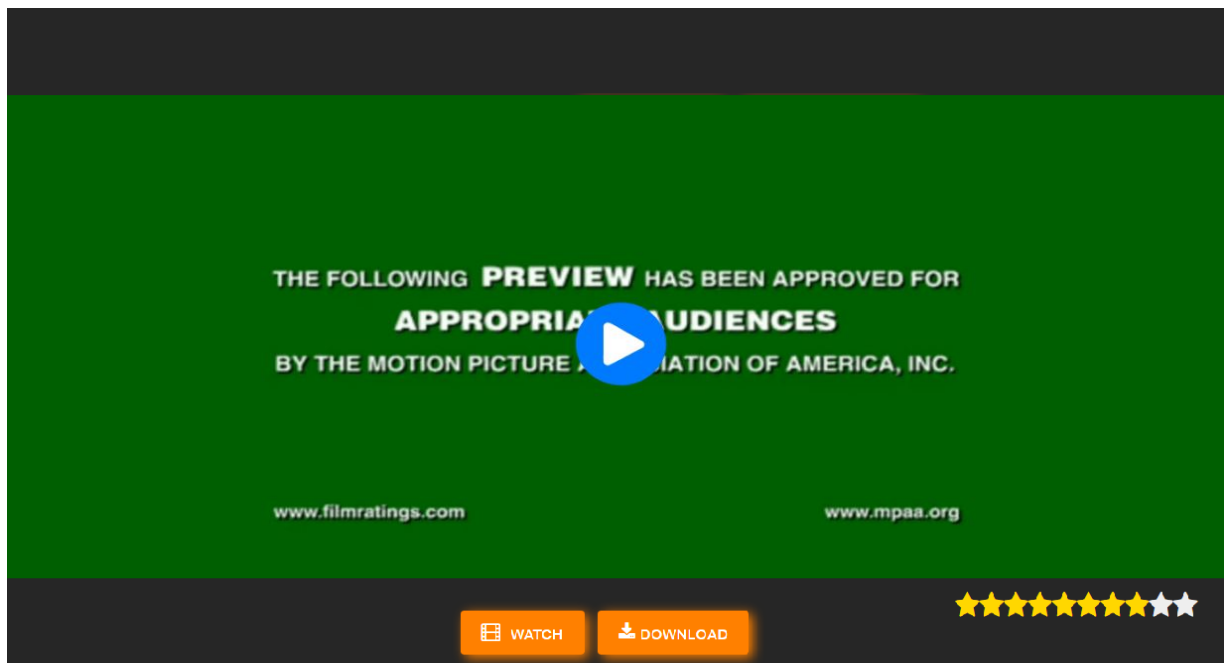 THE FOLLOWING PREVIEW HAS BEEN APPROVED FOR
AUDIENCES
BY THE MOTION PICTURE OF AMERICA, INC.
www.filmratings.com
www.mpaa.org
WATCH
DOWNLOAD